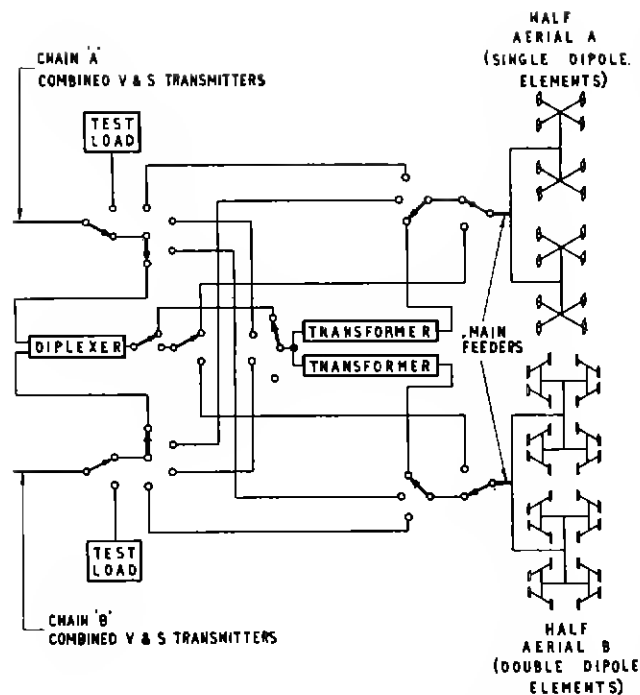 CHAIN 'A'
COMBINED V & S TRANSMITTERS
TEST
LOAD
HALF
AERIAL A
(SINGLE DIPOLE.
ELEMENTS)
DIPLEXER
TRANSFORMER
TRANSFORMER
MAIN
FEEDERS
TEST
LOAD
CHAIN 'B'
COMBINED V & S TRANSMITTERS
HALF
AERIAL B
(DOUBLE DIPOLE
ELEMENTS)